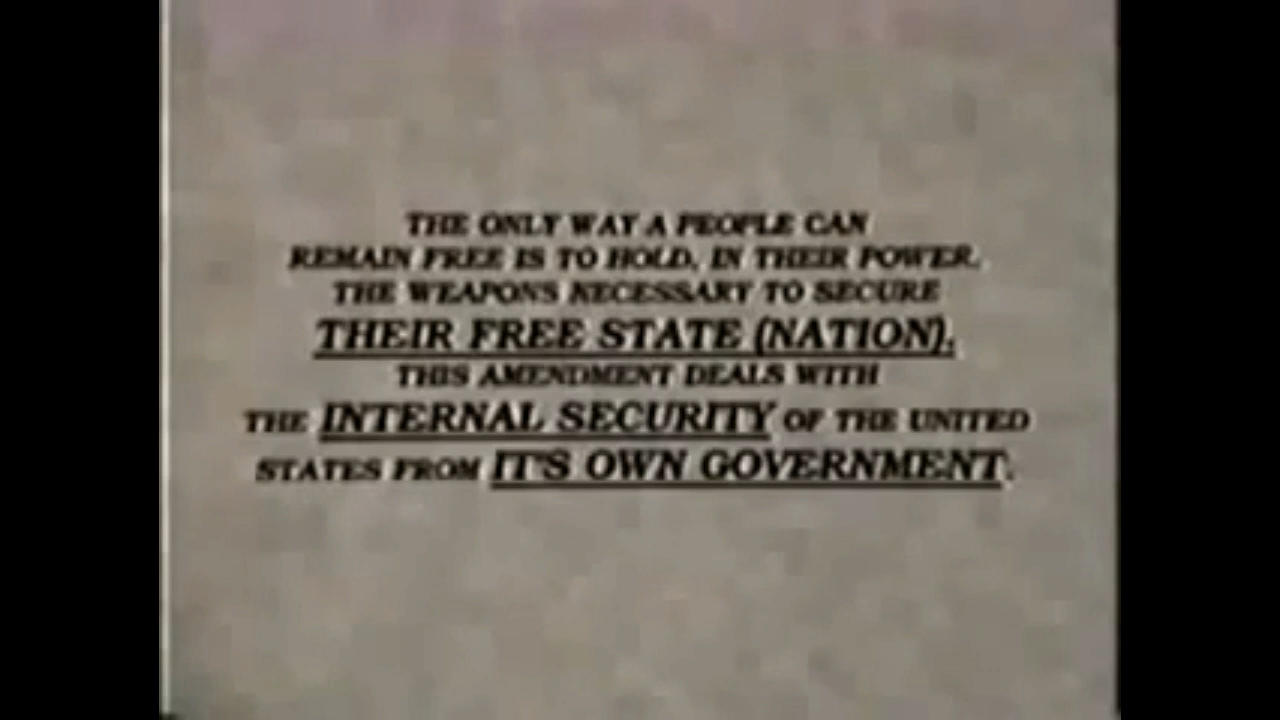 THE ONLY WAY A PEOPLE CAN
REMAIN FREE IS TO HOLD, IN THEIR POWER,
THE WEAPONS NECESSARY TO SECURE
THEIR FREE STATE (NATION).
THIS AMENDMENT DEALS WITH
THE INTERNAL SECURITY OF THE UNITED
STATES FROM IT'S OWN GOVERNMENT.